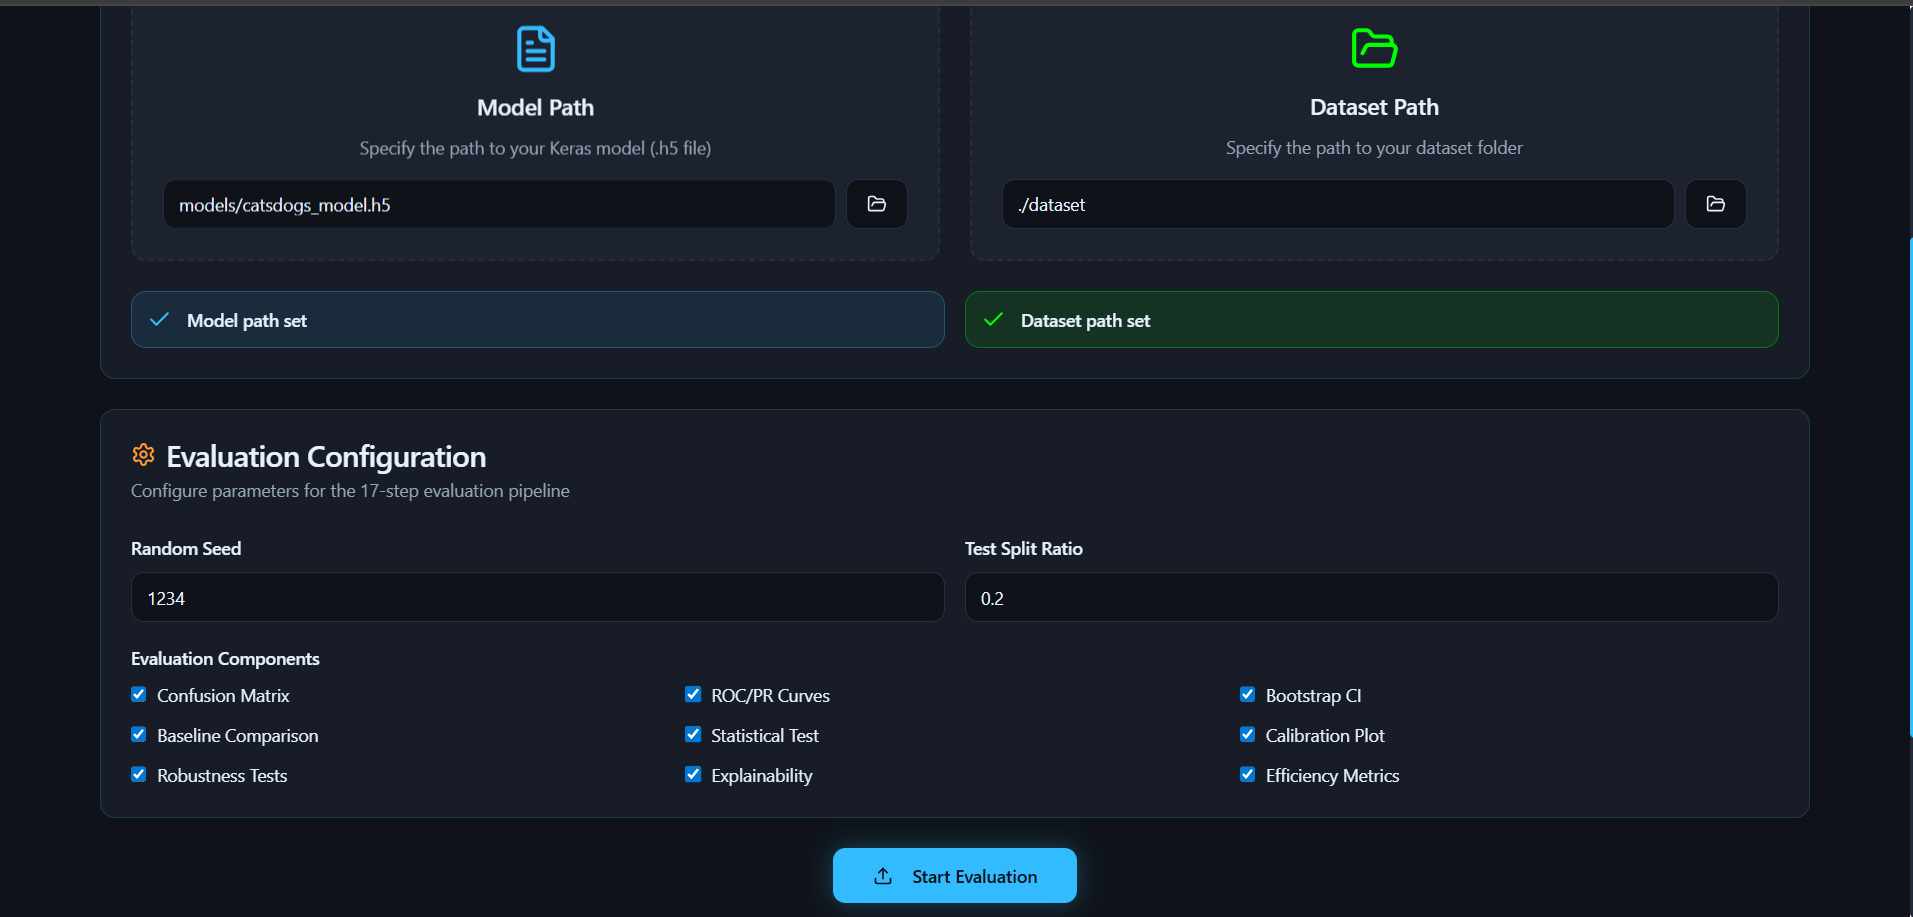 Model Path
Specify the path to your Keras model (.h5 file)
models/catsdogs_model.h5
Dataset Path
Specify the path to your dataset folder
./dataset
Model path set
Dataset path set
Evaluation Configuration
Configure parameters for the 17-step evaluation pipeline
Random Seed
1234
Test Split Ratio
0.2
Evaluation Components
Confusion Matrix
ROC/PR Curves
Bootstrap CI
Baseline Comparison
Statistical Test
Calibration Plot
Robustness Tests
Explainability
Efficiency Metrics
Start Evaluation